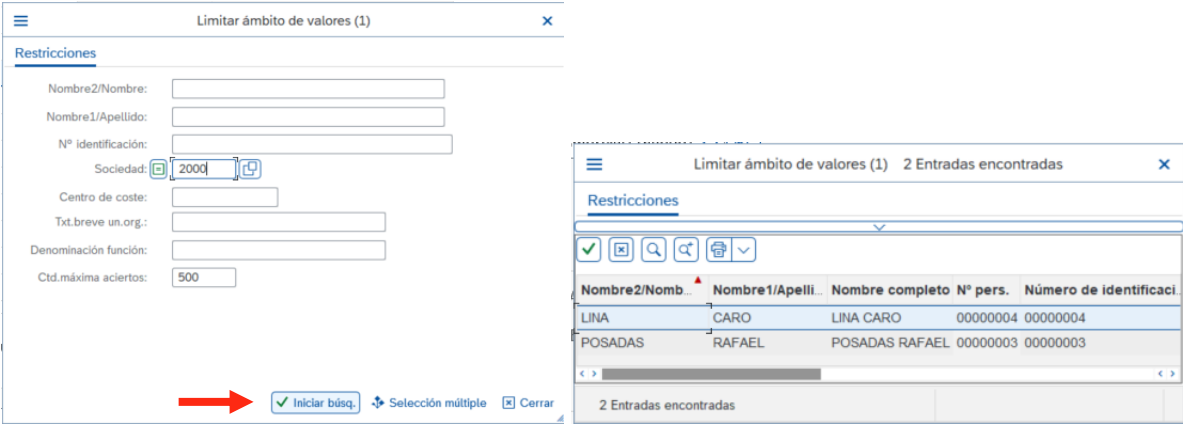 Limitar ámbito de valores (1)
Restricciones
Nombre2/Nombre:
Nombre1/Apellido:
Nº identificación:
Sociedad: 2000
Centro de coste:
Txt.breve un.org.:
Denominación función:
Ctd.máxima aciertos: 500
Iniciar búsq. Selección múltiple Cerrar
Limitar ámbito de valores (1) 2 Entradas encontradas
Restricciones
Nombre2/Nomb... Nombre1/Apelli... Nombre completo Nº pers. Número de identificaci...
LINA CARO LINA CARO 00000004 00000004
POSADAS RAFAEL POSADAS RAFAEL 00000003 00000003
2 Entradas encontradas